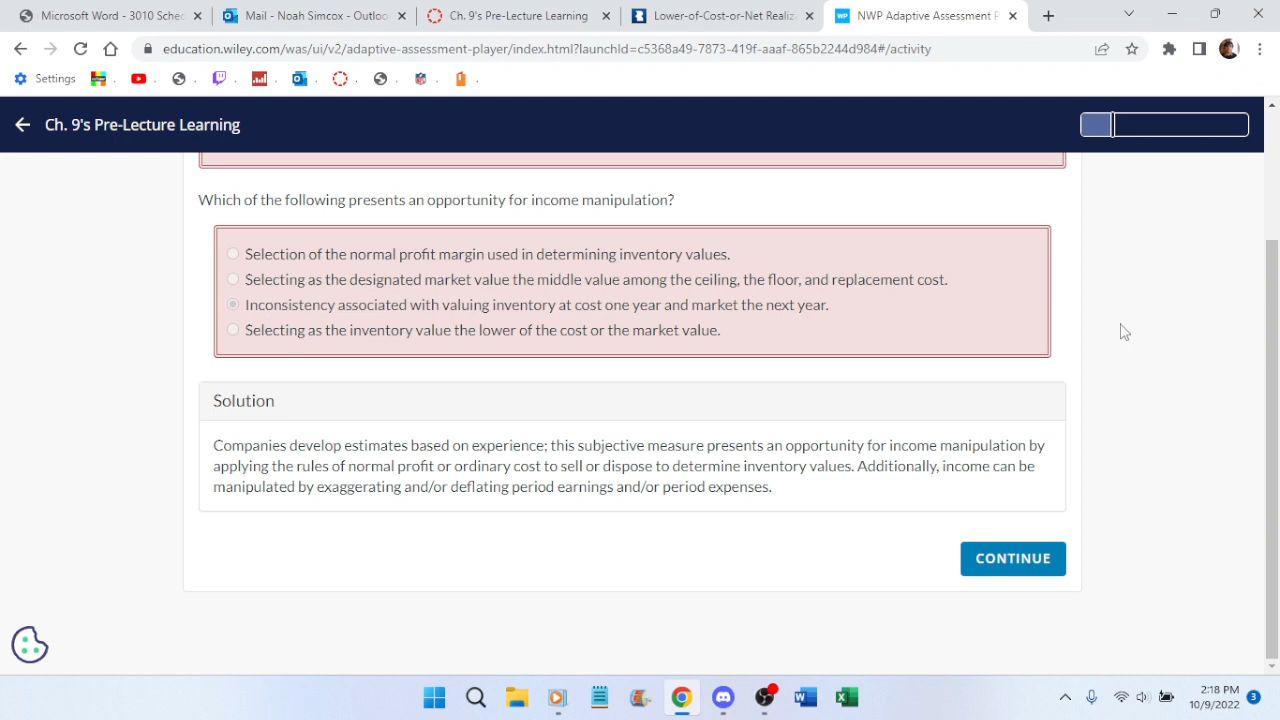 Microsoft Word - 3010 Sched
Mail - Noah Simcox - Outloo
Ch. 9's Pre-Lecture Learning
Lower-of-Cost-or-Net Realiza
NWP Adaptive Assessment P
education.wiley.com/was/ui/v2/adaptive-assessment-player/index.html?launchId=c5368a49-7873-419f-aaaf-865b2244d984#/activity
Settings
Ch. 9's Pre-Lecture Learning
Which of the following presents an opportunity for income manipulation?
Selection of the normal profit margin used in determining inventory values.
Selecting as the designated market value the middle value among the ceiling, the floor, and replacement cost.
Inconsistency associated with valuing inventory at cost one year and market the next year.
Selecting as the inventory value the lower of the cost or the market value.
Solution
Companies develop estimates based on experience; this subjective measure presents an opportunity for income manipulation by
applying the rules of normal profit or ordinary cost to sell or dispose to determine inventory values. Additionally, income can be
manipulated by exaggerating and/or deflating period earnings and/or period expenses.
CONTINUE
2:18 PM
10/9/2022
3